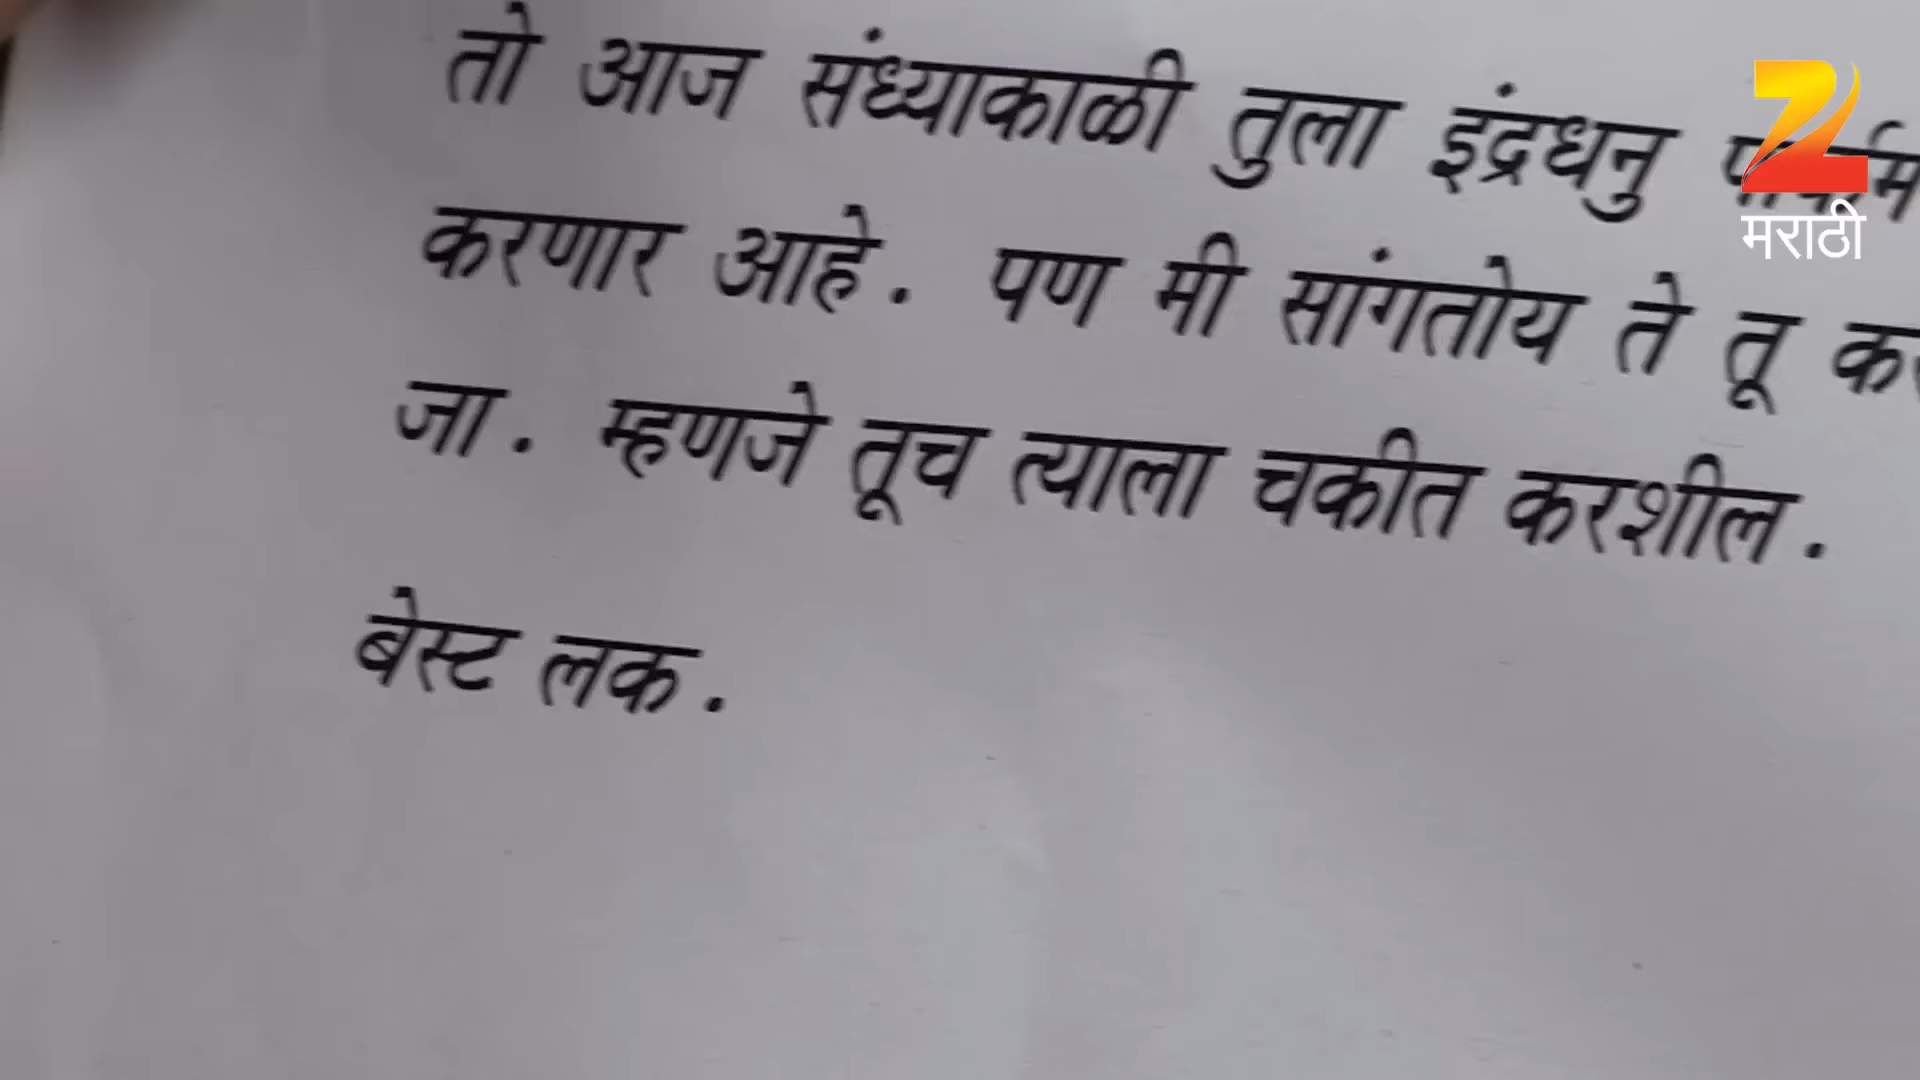 तो आज संध्याकाळी तुला इंद्रधनु
करणार आहे. पण मी सांगतोय ते तू
जा. म्हणजे तूच त्याला चकीत करशील.
बेस्ट लक.
मराठी